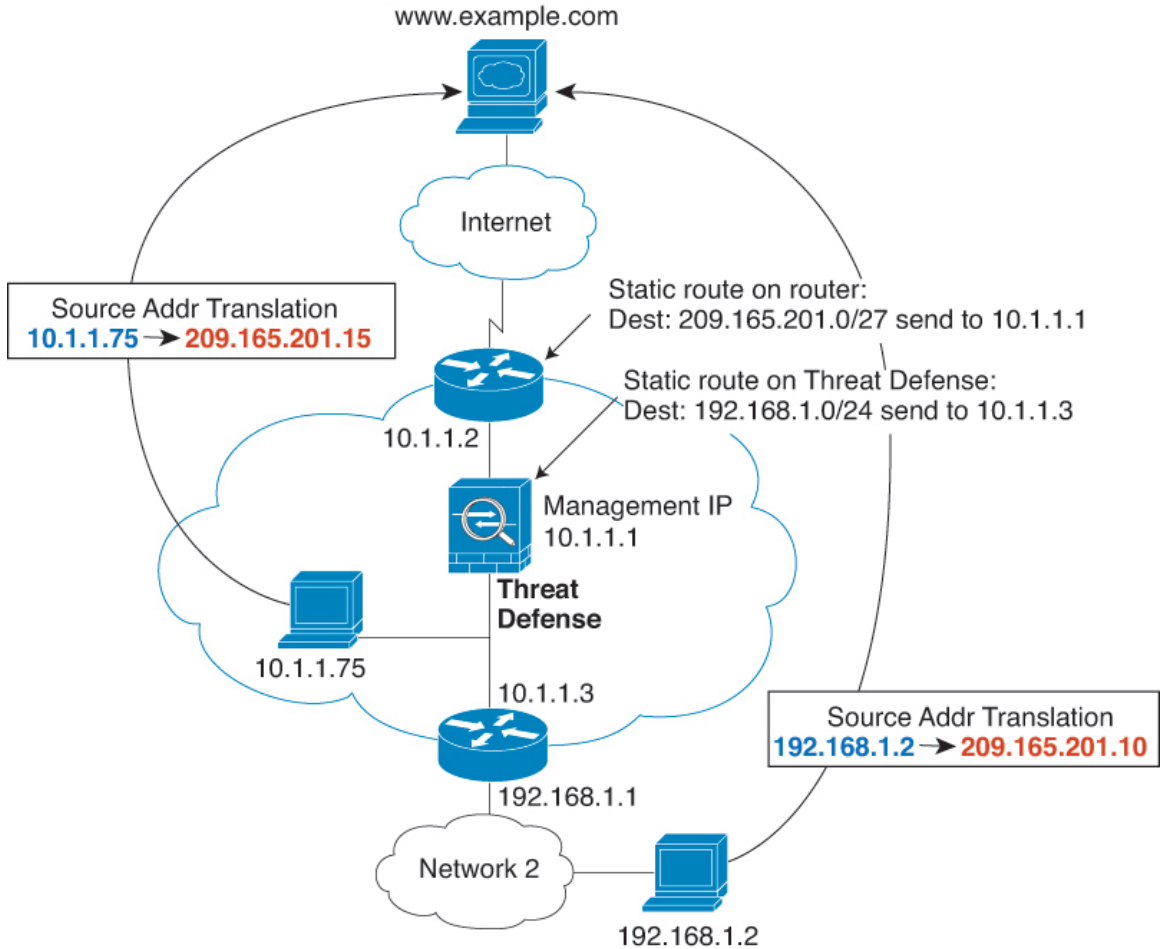 www.example.com
Internet
Source Addr Translation
10.1.1.75 → 209.165.201.15
Static route on router:
Dest: 209.165.201.0/27 send to 10.1.1.1
Static route on Threat Defense:
Dest: 192.168.1.0/24 send to 10.1.1.3
10.1.1.2
Management IP
10.1.1.1
Threat
Defense
10.1.1.75
10.1.1.3
Source Addr Translation
192.168.1.2 → 209.165.201.10
192.168.1.1
Network 2
192.168.1.2